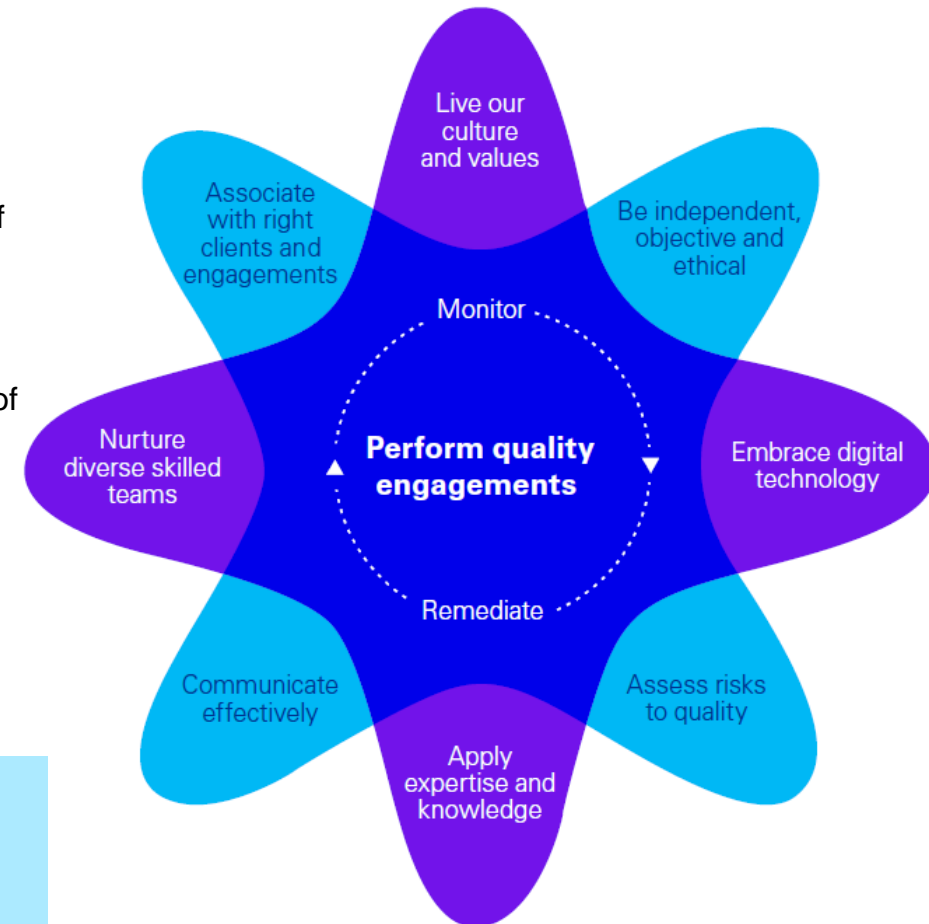 Live our
culture
and values
Associate
with right
clients and
engagements
Be independent,
objective and
ethical
of
Monitor
Nurture
diverse skilled
teams
Perform quality
engagements
Embrace digital
technology
Remediate
Communicate
effectively
Assess risks
to quality
Apply
expertise and
knowledge